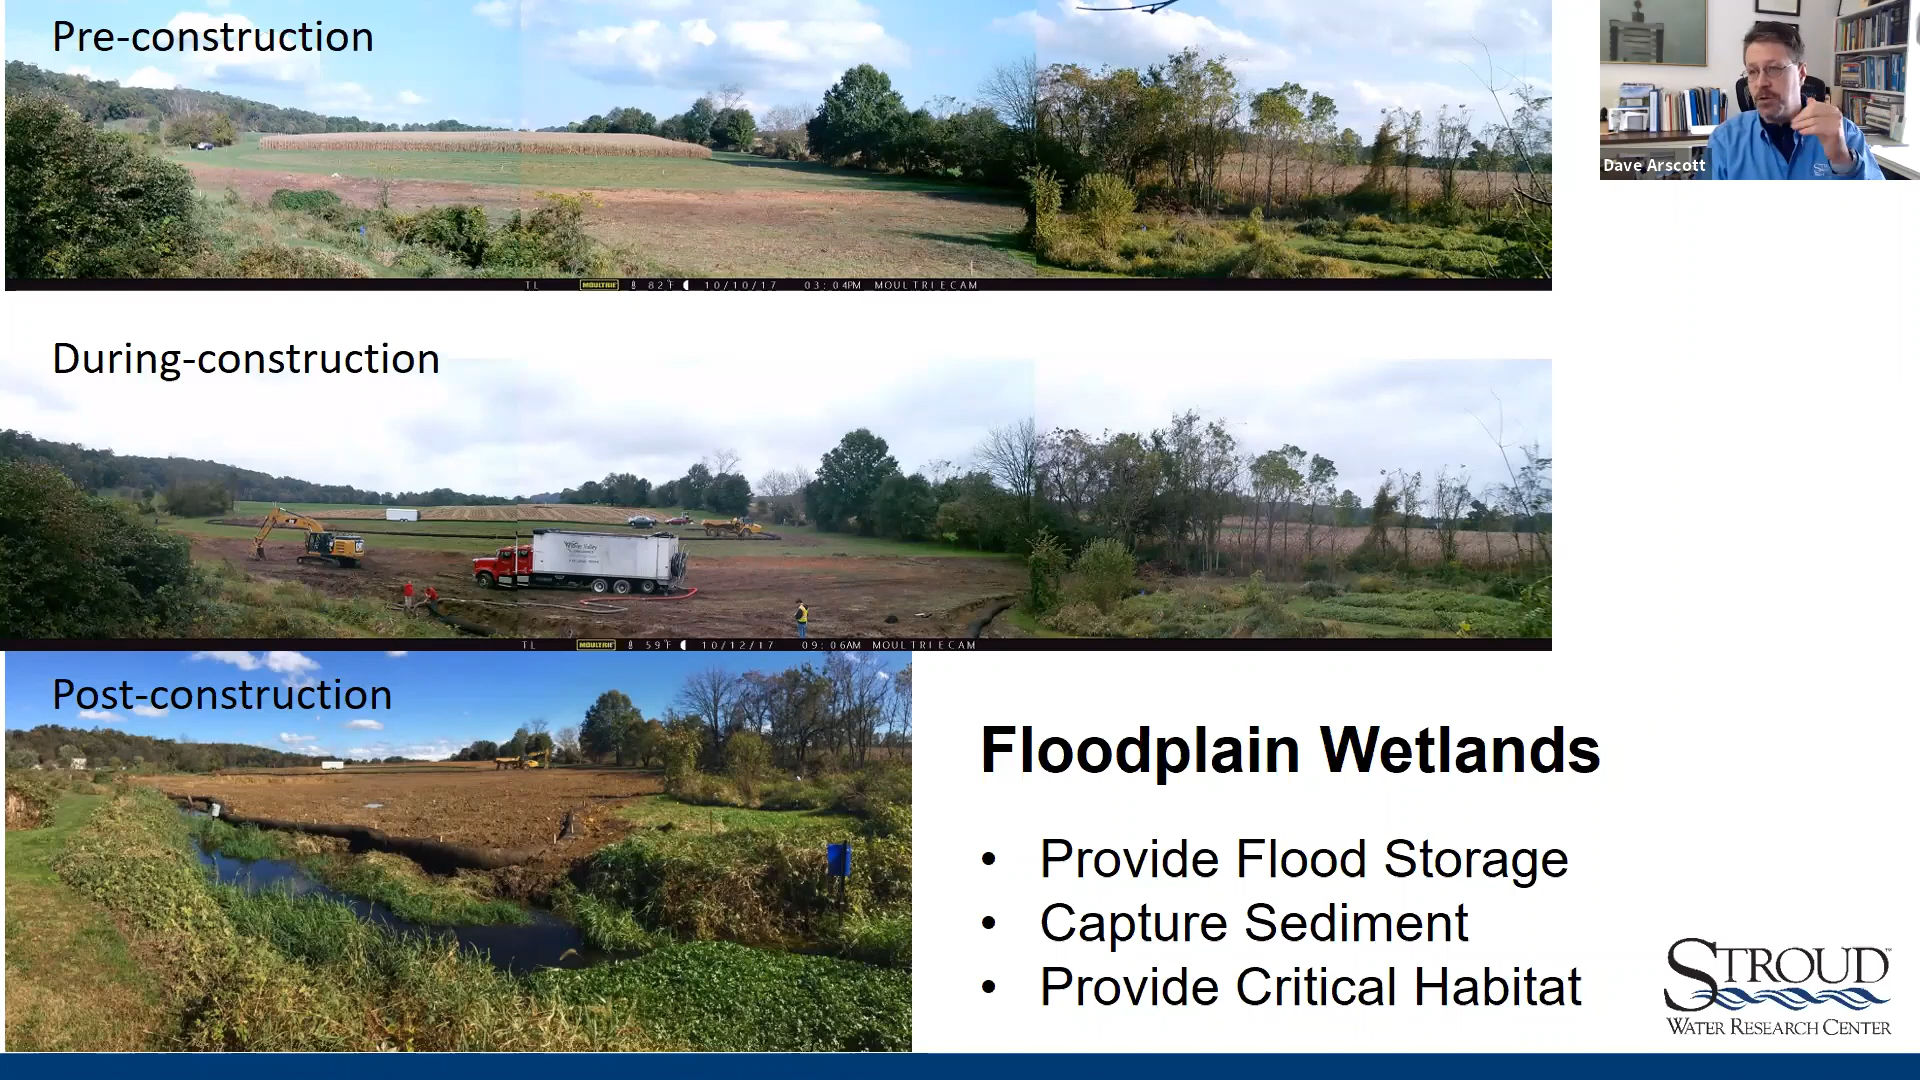 Pre-construction
Dave Arscott
TL MOULTRIE 82°F 10/10/17 03:04PM MOULTRIECAM
During-construction
TL MOULTRIE 59°F 10/12/17 09:06AM MOULTRIECAM
Post-construction
Floodplain Wetlands
• Provide Flood Storage
• Capture Sediment
• Provide Critical Habitat
STROUD™
WATER RESEARCH CENTER